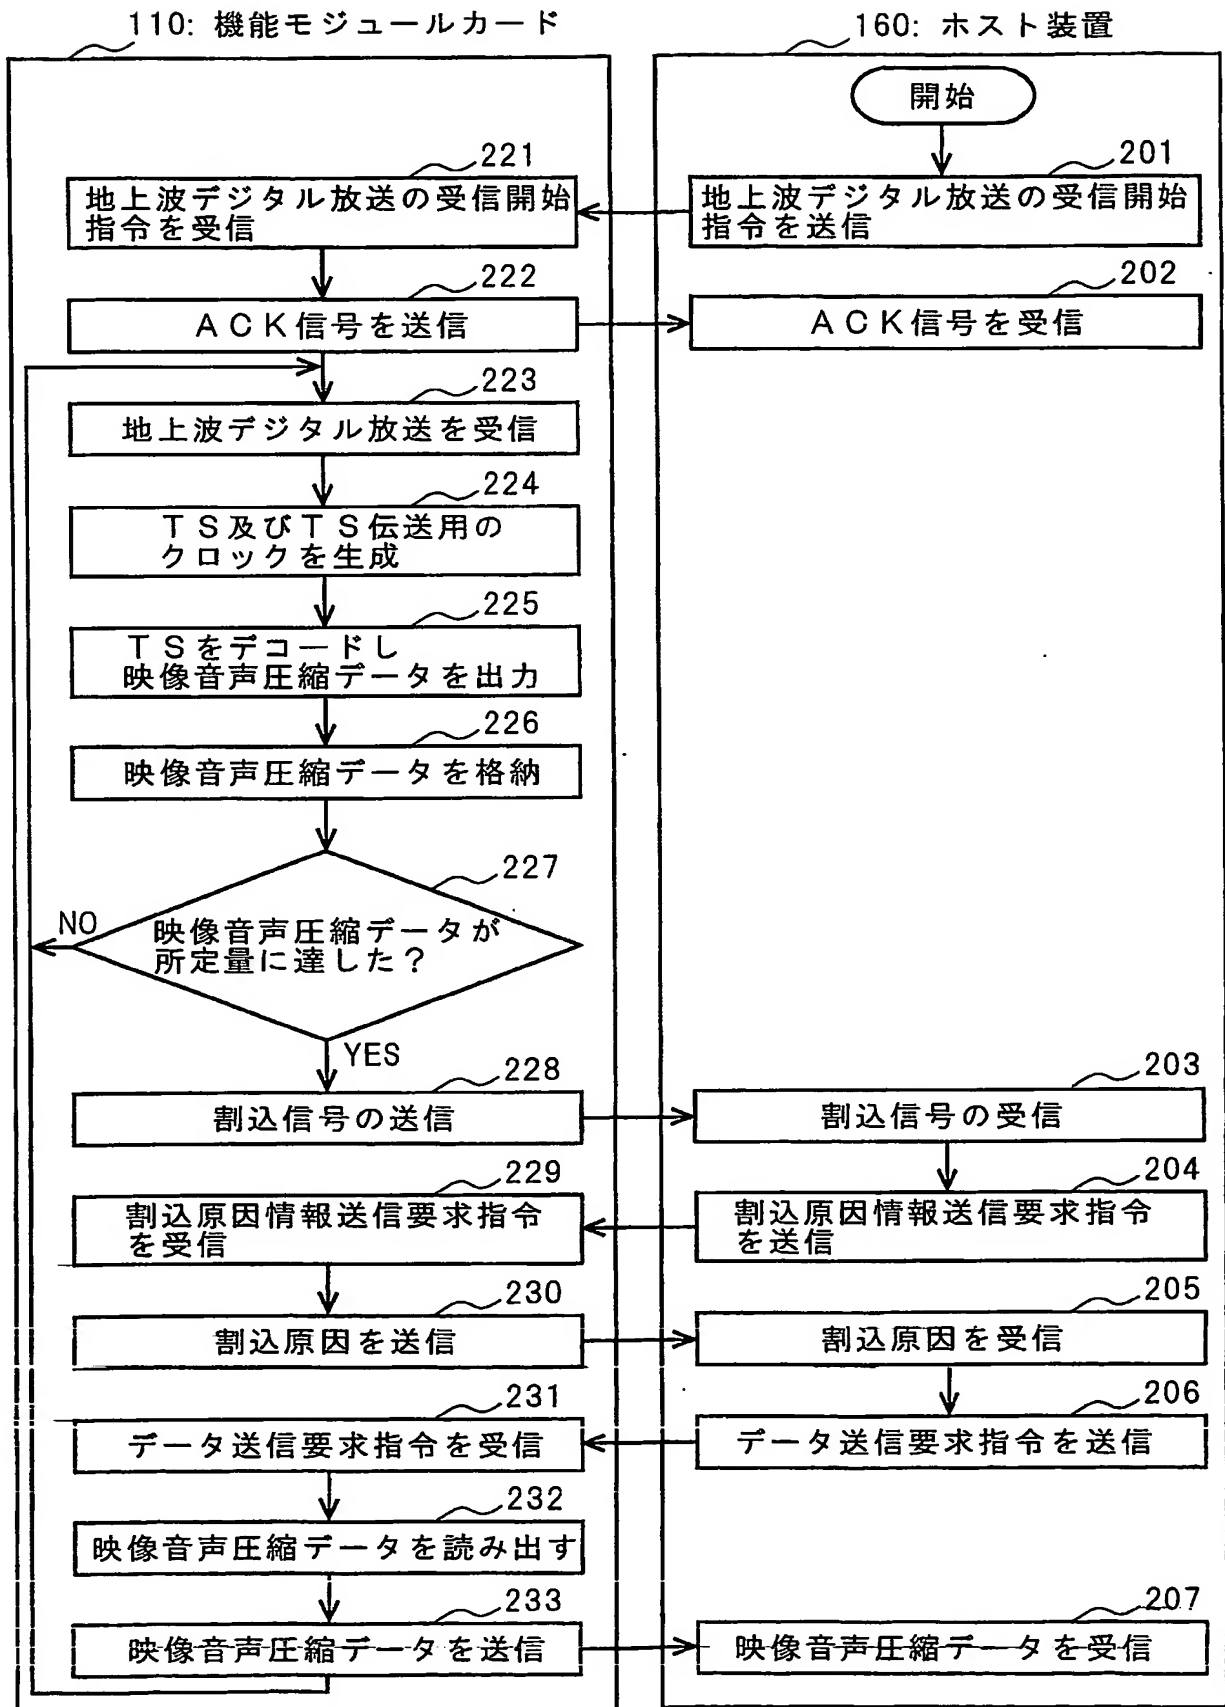 110: 機能モジュールカード
160: ホスト装置
開始
201
地上波デジタル放送の受信開始
指令を送信
221
地上波デジタル放送の受信開始
指令を受信
222
ACK信号を送信
202
ACK信号を受信
223
地上波デジタル放送を受信
224
TS及びTS伝送用の
クロックを生成
225
TSをデコードし
映像音声圧縮データを出力
226
映像音声圧縮データを格納
227
映像音声圧縮データが
所定量に達した?
NO
YES
228
割込信号の送信
203
割込信号の受信
204
割込原因情報送信要求指令
を送信
229
割込原因情報送信要求指令
を受信
230
割込原因を送信
205
割込原因を受信
206
データ送信要求指令を送信
231
データ送信要求指令を受信
232
映像音声圧縮データを読み出す
233
映像音声圧縮データを送信
207
映像音声圧縮データを受信